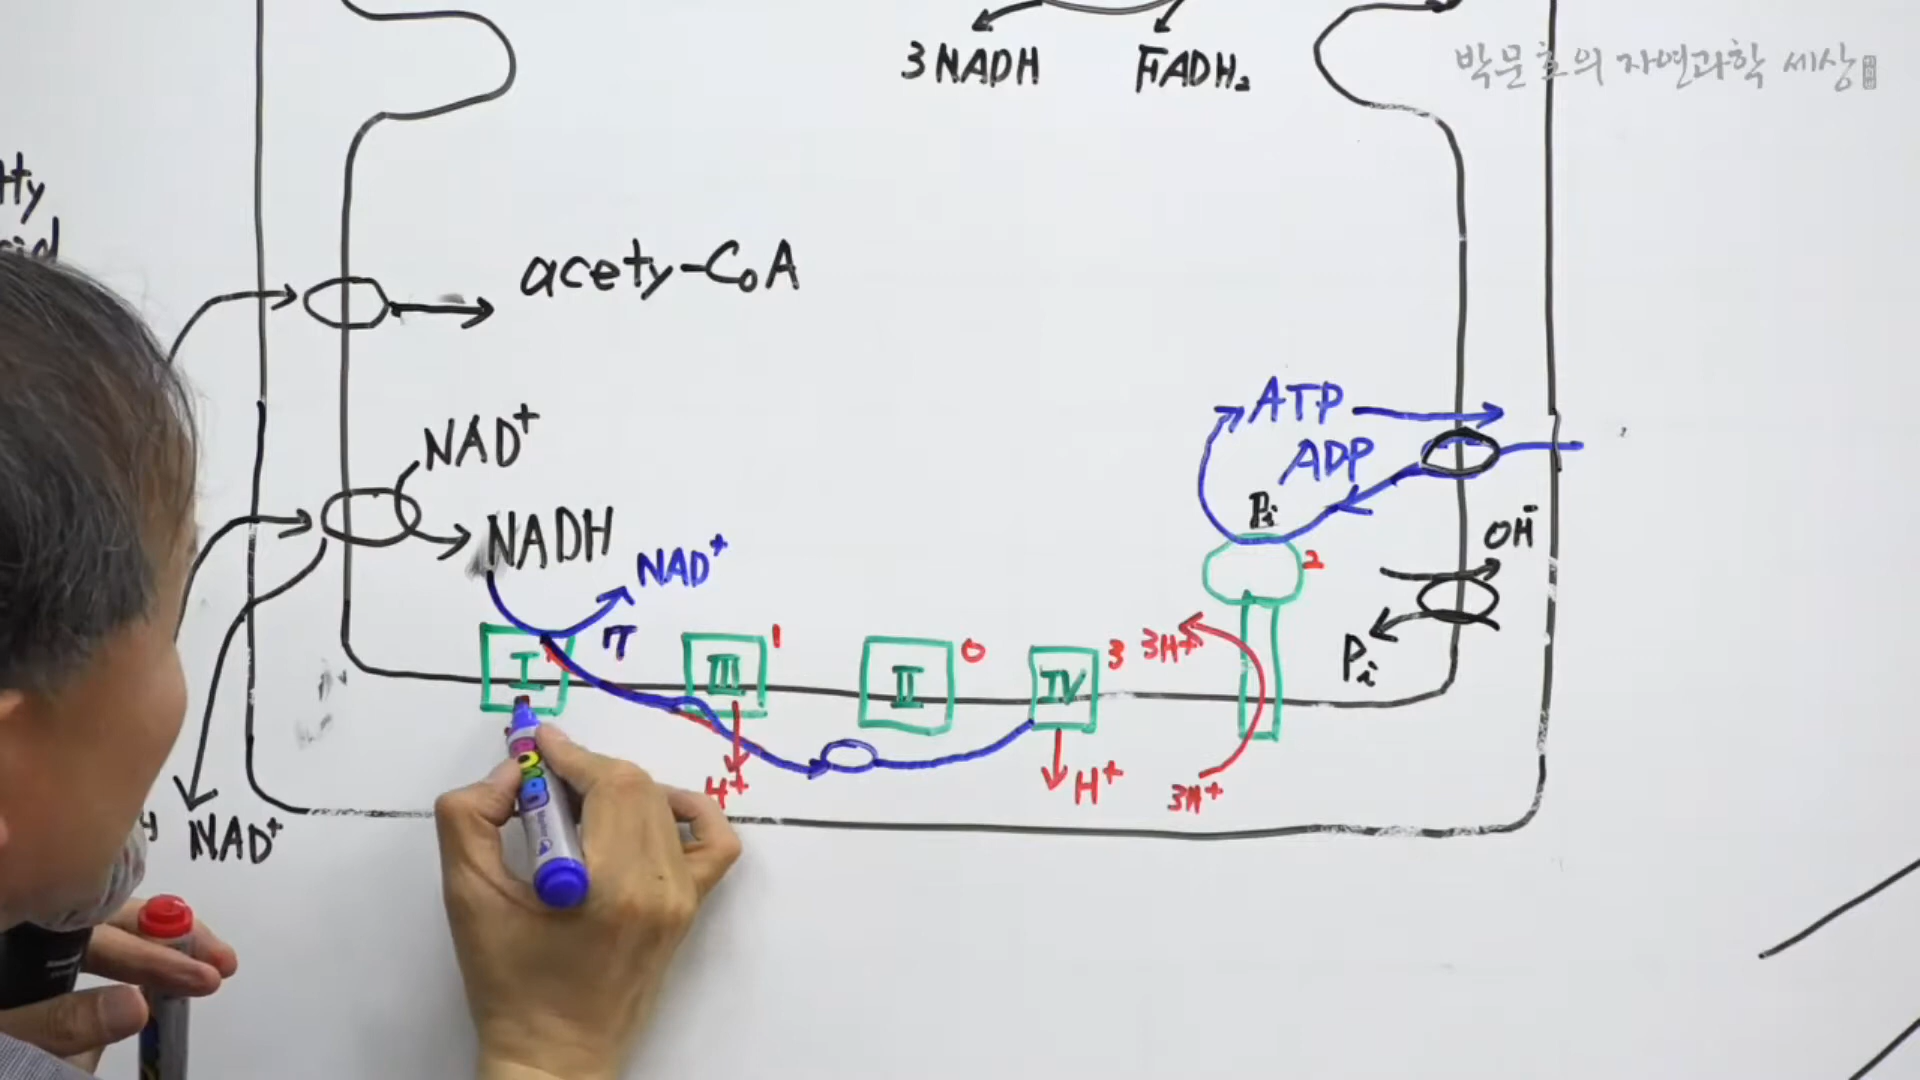 3 NADH
FADH₂
박문호의 자연과학 세상
acety-CoA
NAD⁺
NADH
NAD⁺
7
I
III
1
II
0
IV
3
H⁺
H⁺
3H⁺
3H⁺
2
ATP
ADP
Pi
OH⁻
Pi
NAD⁺